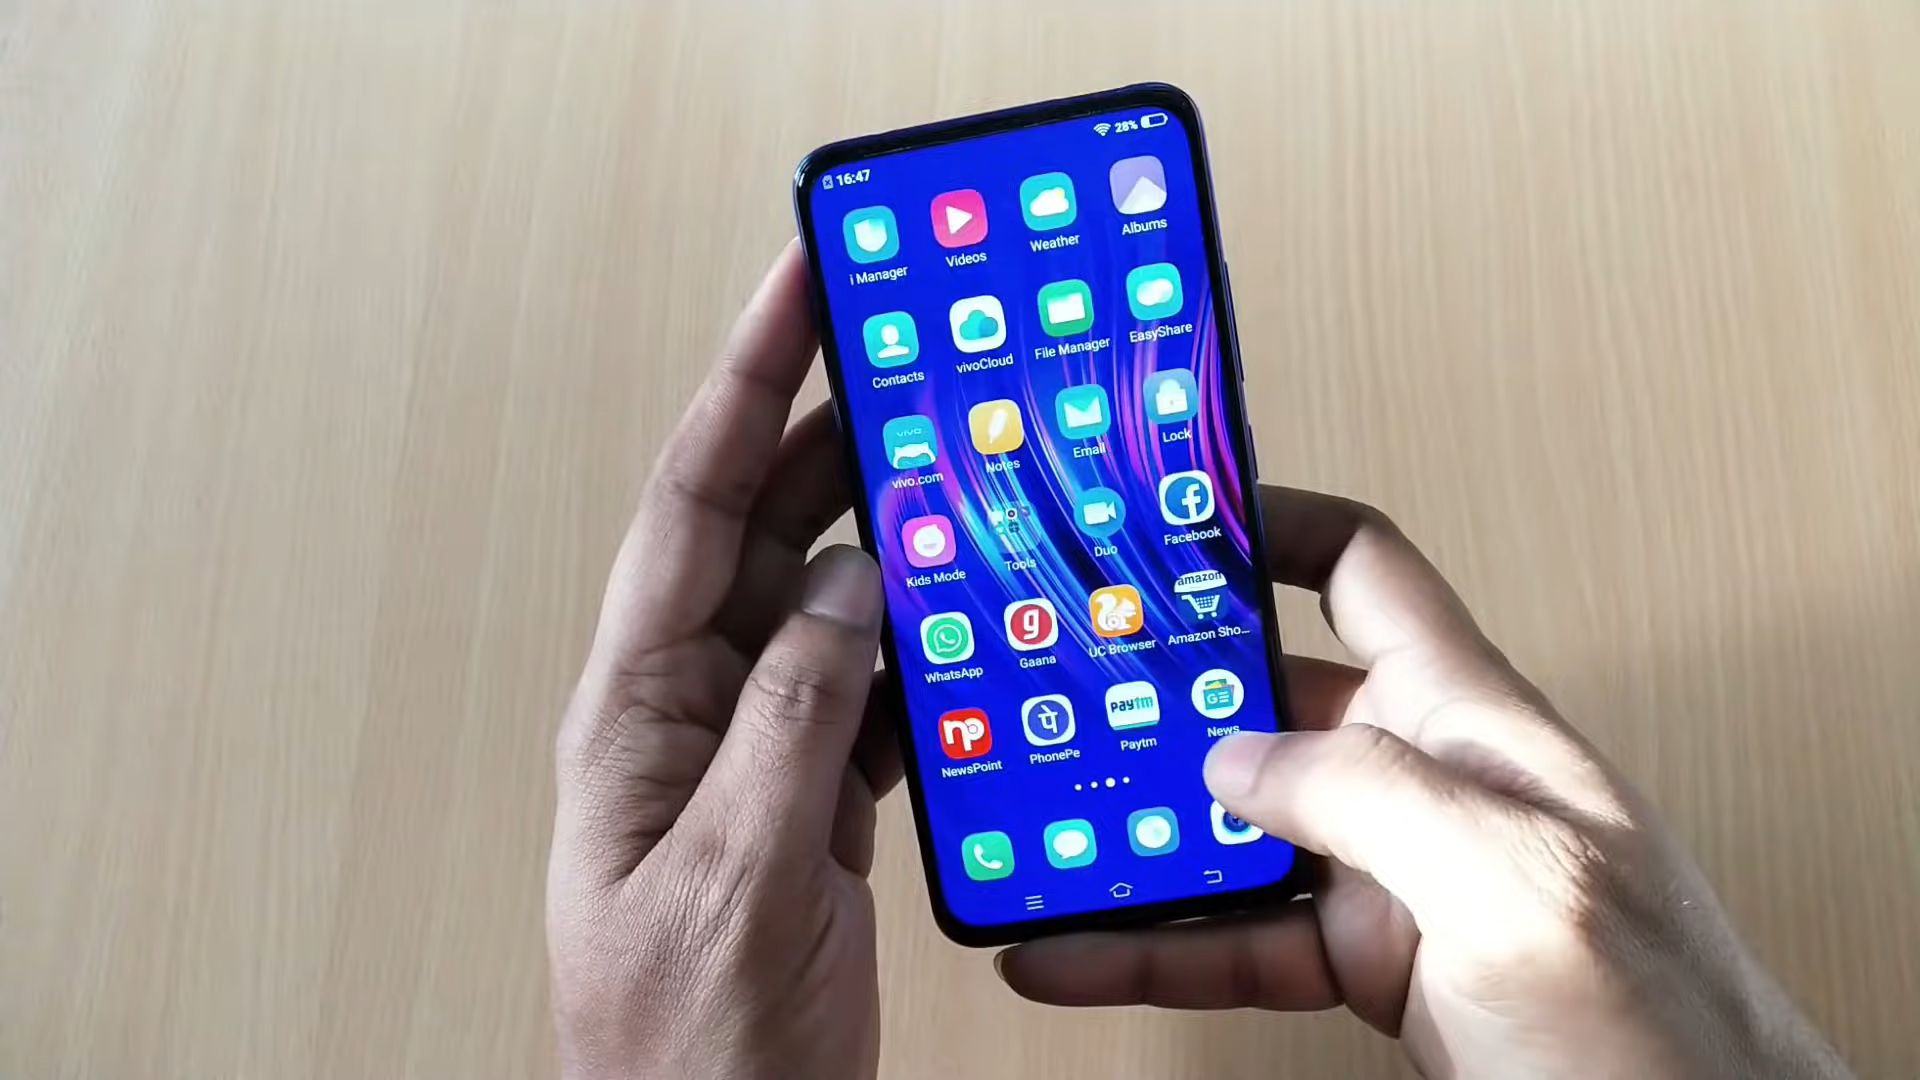 16:47 28%
i Manager Videos Weather Albums
Contacts vivoCloud File Manager EasyShare
vivo
vivo.com Notes Email Lock
Kids Mode Tools Duo Facebook
amazon
WhatsApp Gaana UC Browser Amazon Sho...
g
np पे paytm G
NewsPoint PhonePe Paytm News